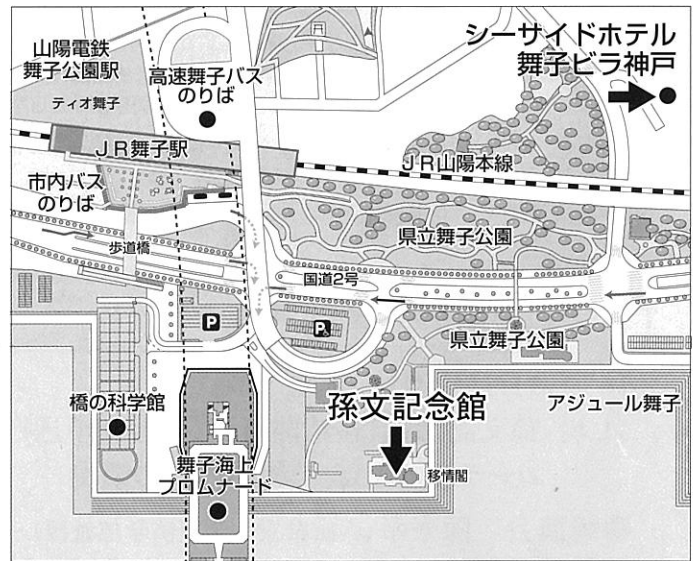 山陽電鉄
舞子公園駅
ティオ舞子
高速舞子バス
のりば
シーサイドホテル
舞子ビラ神戸
JR舞子駅
JR山陽本線
市内バス
のりば
歩道橋
県立舞子公園
国道2号
P
P
県立舞子公園
橋の科学館
孫文記念館
アジュール舞子
舞子海上
プロムナード
移情閣